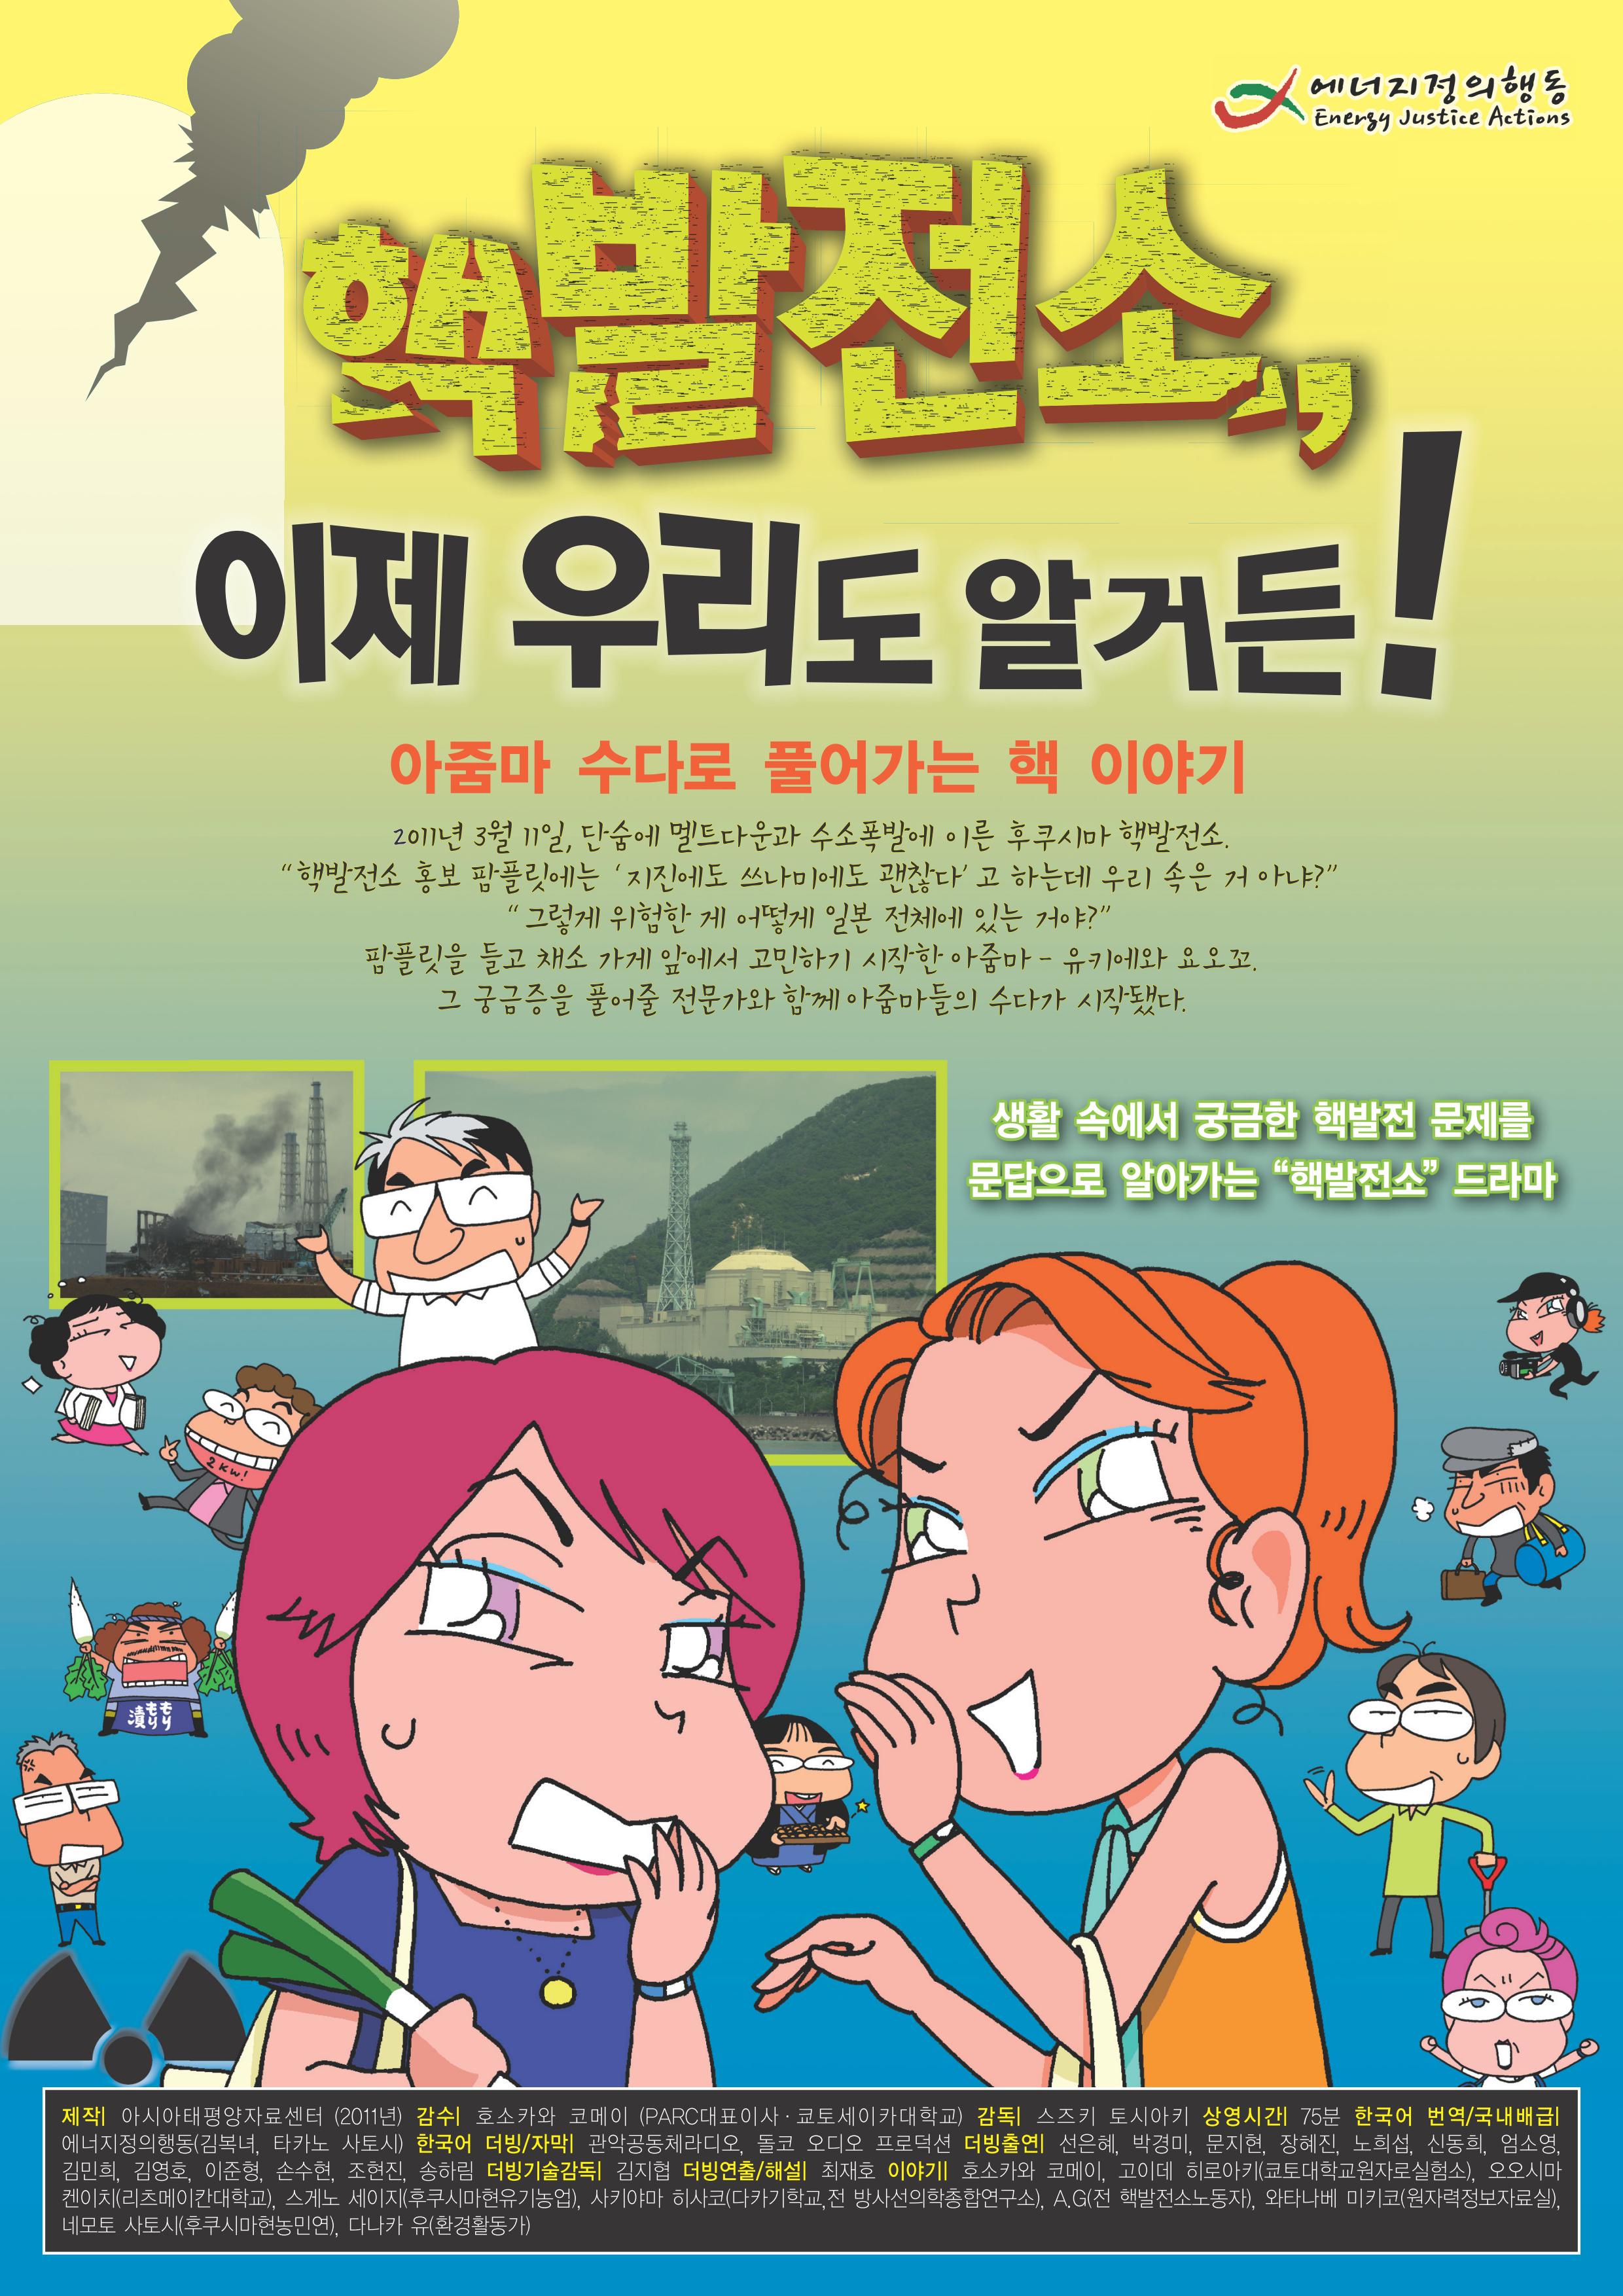 에너지정의행동
Energy Justice Actions
핵발전소,
이제 우리도 알거든!
아줌마 수다로 풀어가는 핵 이야기
2011년 3월 11일, 단숨에 멜트다운과 수소폭발에 이른 후쿠시마 핵발전소.
“핵발전소 홍보 팜플릿에는 ‘지진에도 쓰나미에도 괜찮다’고 하는데 우리 속은 거 아냐?”
“그렇게 위험한 게 어떻게 일본 전체에 있는 거야?”
팜플릿을 들고 채소 가게 앞에서 고민하기 시작한 아줌마 - 유키에와 요오꼬.
그 궁금증을 풀어줄 전문가와 함께 아줌마들의 수다가 시작됐다.
생활 속에서 궁금한 핵발전 문제를
문답으로 알아가는 “핵발전소” 드라마
2KW!
漬もりもり
제작| 아시아태평양자료센터 (2011년) 감수| 호소카와 코메이 (PARC대표이사 · 쿄토세이카대학교) 감독| 스즈키 토시아키 상영시간| 75분 한국어 번역/국내배급|
에너지정의행동(김복녀, 타카노 사토시) 한국어 더빙/자막| 관악공동체라디오, 돌코 오디오 프로덕션 더빙출연| 선은혜, 박경미, 문지현, 장혜진, 노희섭, 신동희, 엄소영,
김민희, 김영호, 이준형, 손수현, 조현진, 송하림 더빙기술감독| 김지협 더빙연출/해설| 최재호 이야기| 호소카와 코메이, 고이데 히로아키(쿄토대학교원자로실험소), 오오시마
켄이치(리츠메이칸대학교), 스게노 세이지(후쿠시마현유기농업), 사키야마 히사코(다카기학교,전 방사선의학총합연구소), A.G(전 핵발전소노동자), 와타나베 미키코(원자력정보자료실),
네모토 사토시(후쿠시마현농민연), 다나카 유(환경활동가)